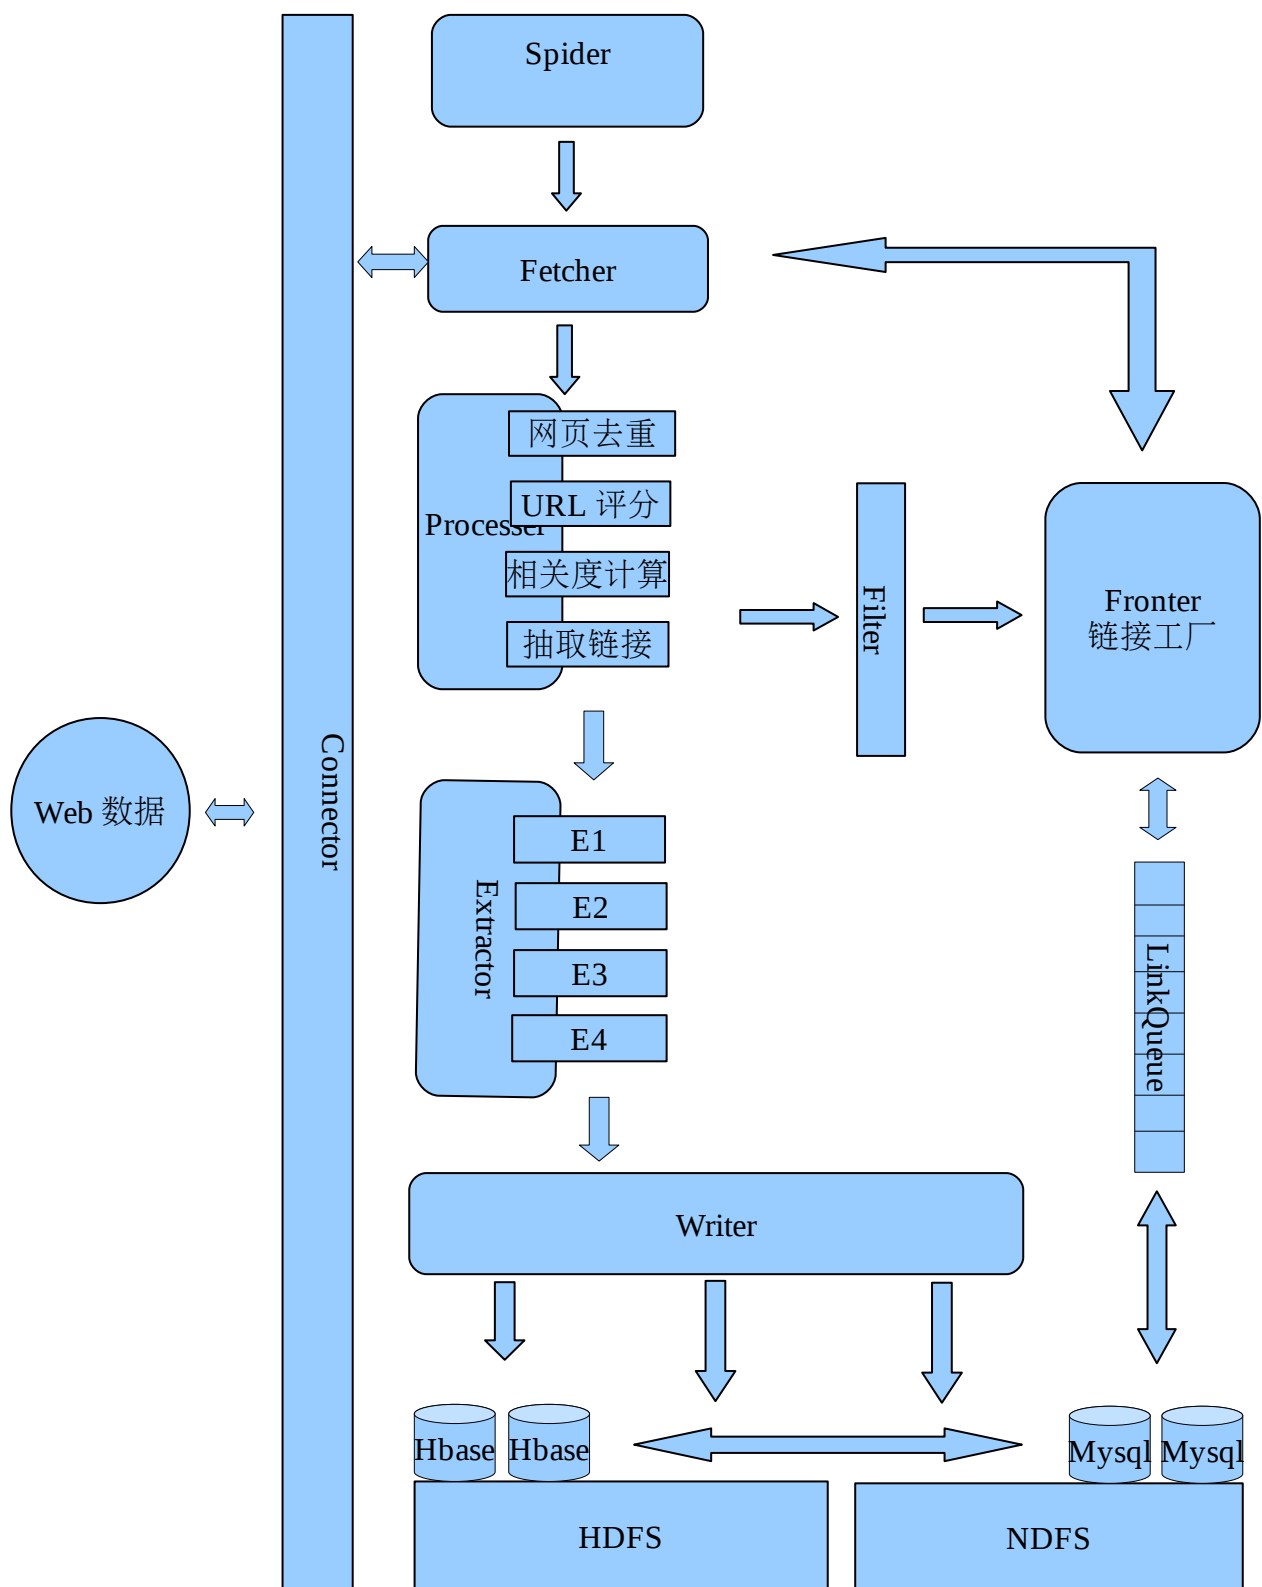 Spider
Fetcher
网页去重
URL 评分
Processer
相关度计算
抽取链接
Filter
Fronter
链接工厂
Connector
Web 数据
E1
E2
Extractor
E3
E4
LinkQueue
Writer
Hbase
Hbase
Mysql
Mysql
HDFS
NDFS